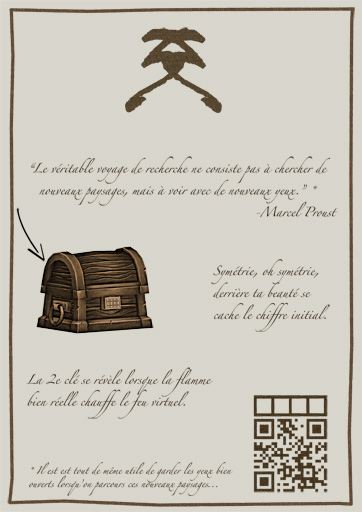 “Le véritable voyage de recherche ne consiste pas à chercher de
nouveaux paysages, mais à voir avec de nouveaux yeux.” *
-Marcel Proust
Symétrie, oh symétrie,
derrière ta beauté se
cache le chiffre initial.
La 2e clé se révèle lorsque la flamme
bien réelle chauffe le feu virtuel.
* Il est est tout de même utile de garder les yeux bien
ouverts lorsqu'on parcours ces nouveaux paysages...